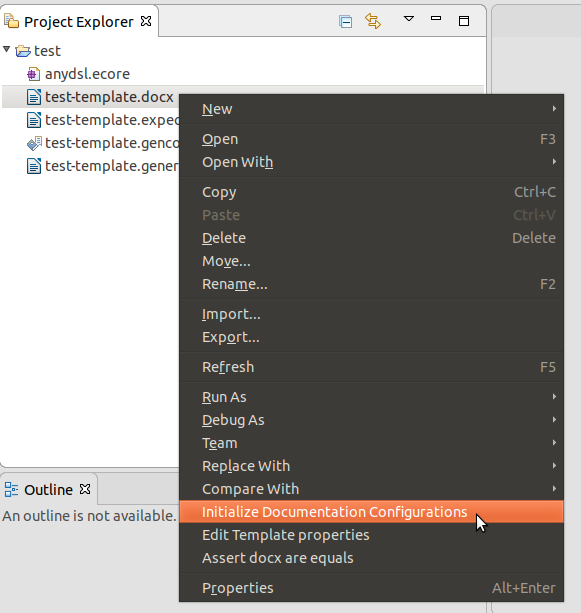 Project Explorer
test
anydsl.ecore
test-template.docx
test-template.expec
test-template.genco
test-template.gener
New
Open F3
Open With
Copy Ctrl+C
Paste Ctrl+V
Delete Delete
Move...
Rename... F2
Import...
Export...
Refresh F5
Run As
Debug As
Team
Replace With
Compare With
Initialize Documentation Configurations
Edit Template properties
Assert docx are equals
Properties Alt+Enter
Outline
An outline is not available.